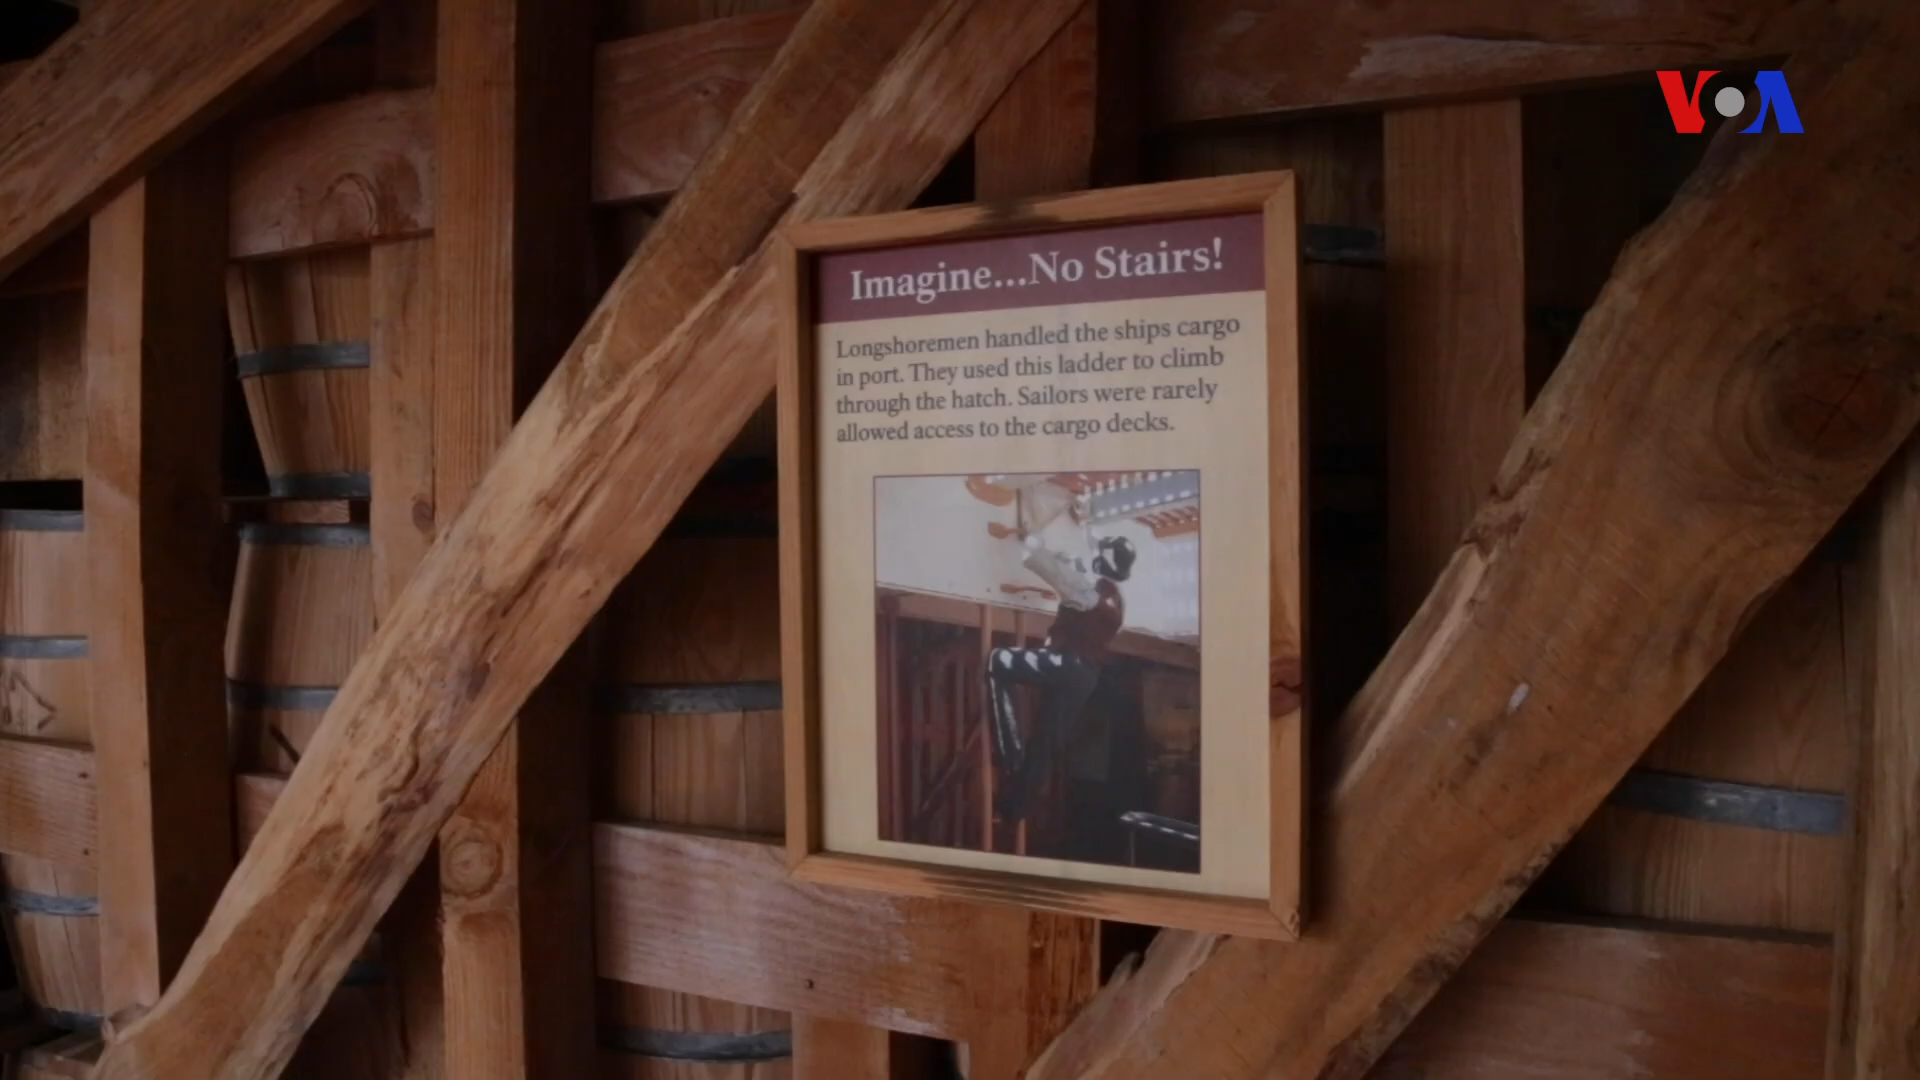 VOA
Imagine...No Stairs!
Longshoremen handled the ships cargo
in port. They used this ladder to climb
through the hatch. Sailors were rarely
allowed access to the cargo decks.